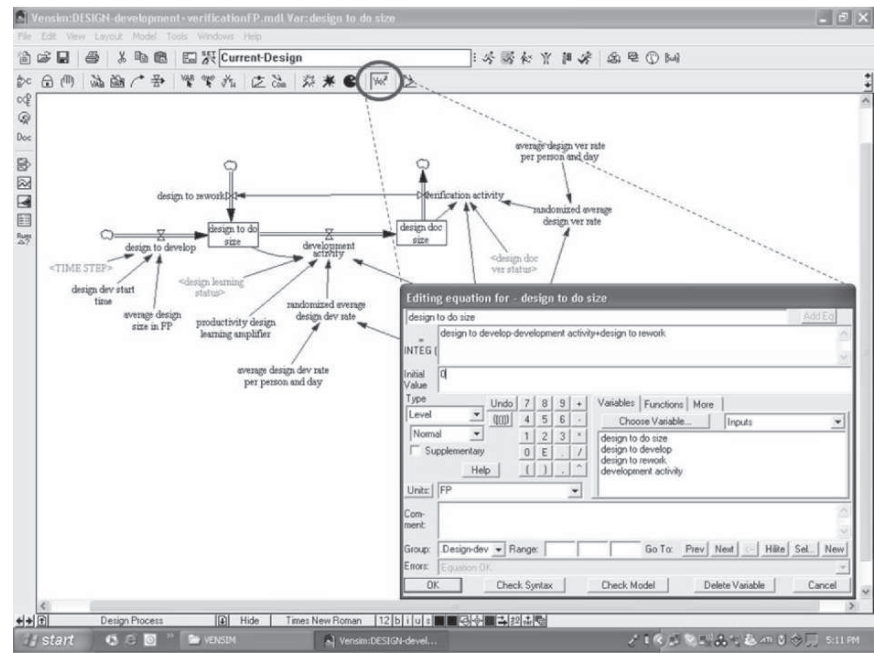 Vensim:DESIGN-development+verificationFP.mdl Var:design to do size
File Edit View Layout Model Tools Windows Help
Current-Design
Doc
average design ver rate
per person and day
design to rework
verification activity
randomized average
design ver rate
design to do
size
design doc
size
design to develop
development
activity
<TIME STEP>
<design learning
status>
<design doc
ver status>
design dev start
time
average design
size in FP
productivity design
learning amplifier
randomized average
design dev rate
average design dev rate
per person and day
Editing equation for - design to do size
design to do size
Add Eq
=
INTEG (
design to develop-development activity+design to rework
Initial
Value
0
Type
Undo 7 8 9 +
Variables Functions More
Level
4 5 6 -
Choose Variable... Inputs
Normal
1 2 3 *
design to do size
design to develop
design to rework
development activity
Supplementary
0 E . /
Help ( ) , ^
Units: FP
Com-
ment:
Group: .Design-dev Range: Go To: Prev Next <- Hilite Sel... New
Errors: Equation OK
OK Check Syntax Check Model Delete Variable Cancel
Design Process Hide Times New Roman 12 b i u s
start VENSIM Vensim:DESIGN-devel... 5:11 PM